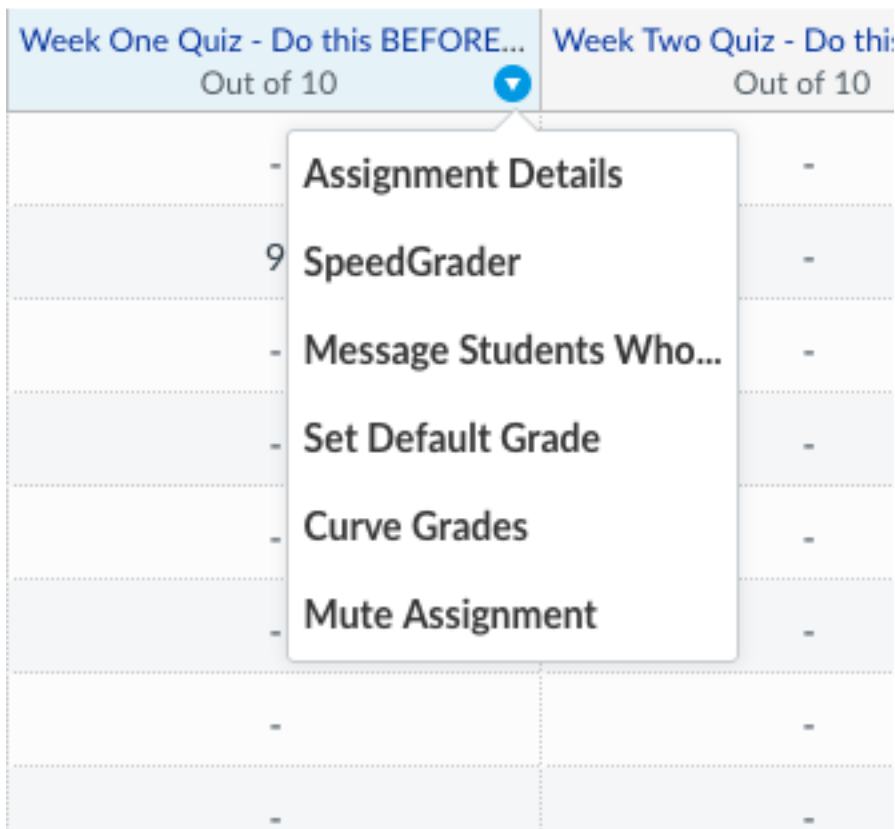 Week One Quiz - Do this BEFORE... Week Two Quiz - Do this
Out of 10 Out of 10
- -
Assignment Details
9 -
SpeedGrader
- -
Message Students Who...
- -
Set Default Grade
- -
Curve Grades
- -
Mute Assignment
- -
- -